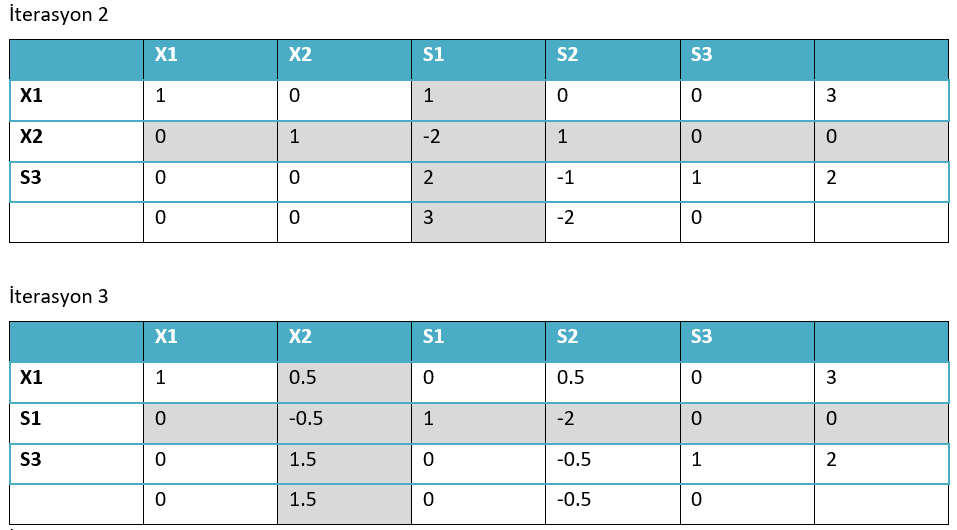 İterasyon 2
X1 X2 S1 S2 S3
X1 1 0 1 0 0 3
X2 0 1 -2 1 0 0
S3 0 0 2 -1 1 2
0 0 3 -2 0
İterasyon 3
X1 X2 S1 S2 S3
X1 1 0.5 0 0.5 0 3
S1 0 -0.5 1 -2 0 0
S3 0 1.5 0 -0.5 1 2
0 1.5 0 -0.5 0